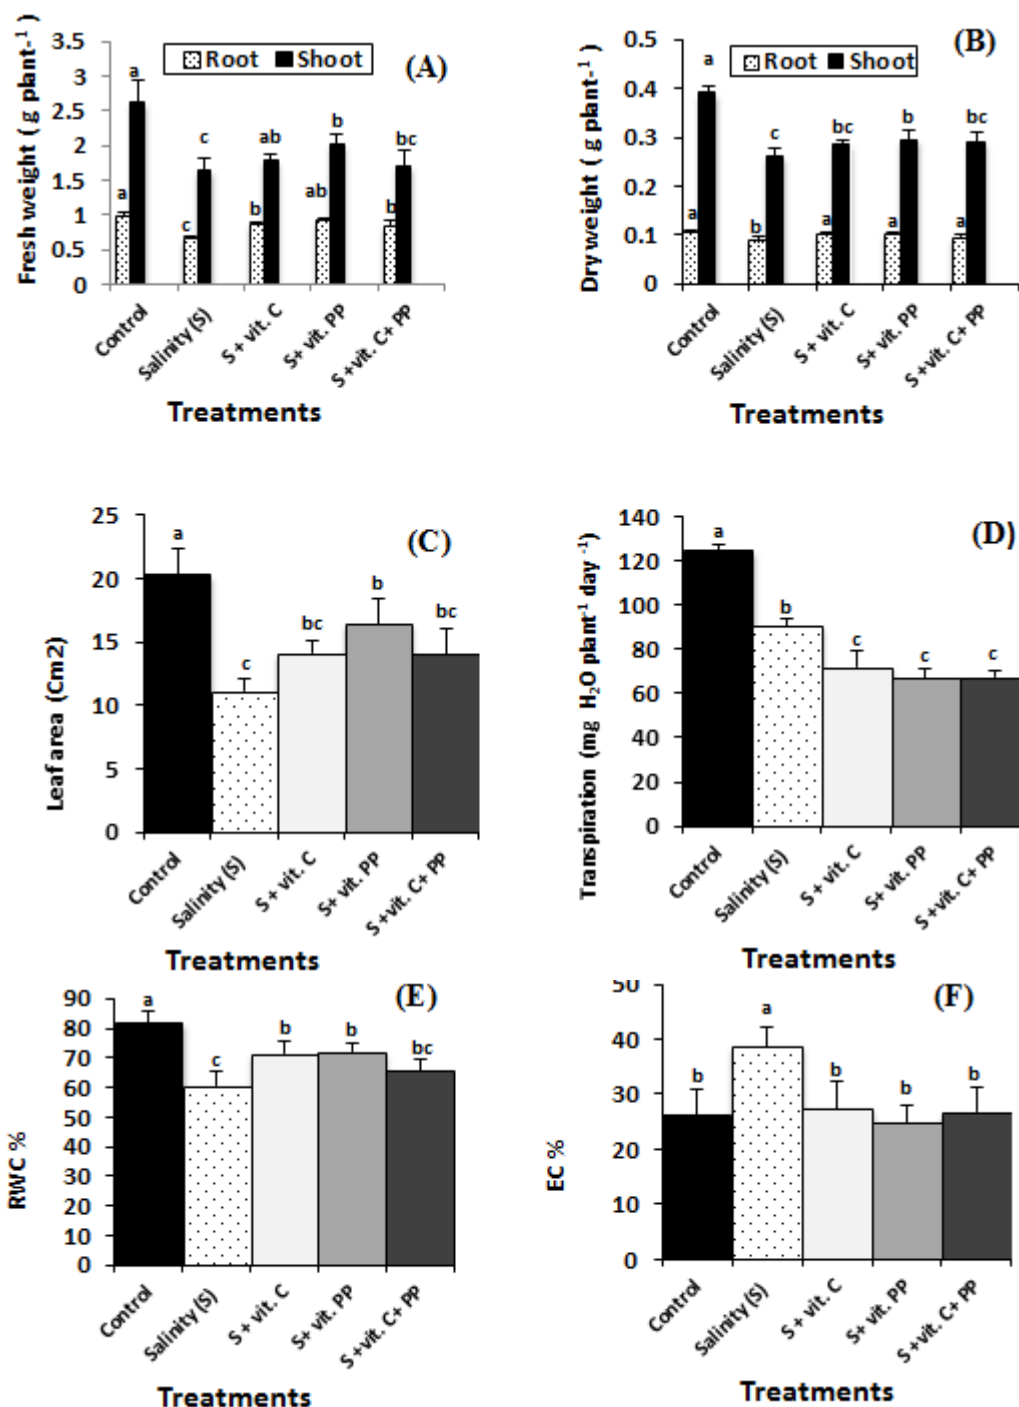 (A)
Root Shoot
Fresh weight ( g plant-¹ )
3.5
3
2.5
2
1.5
1
0.5
0
a a
c c
b ab
ab b
b bc
Control
Salinity (S)
S+ vit. C
S+ vit. PP
S+vit. C+ PP
Treatments
(B)
Root Shoot
Dry weight ( g plant-¹ )
0.5
0.4
0.3
0.2
0.1
0
a a
b c
a bc
a b
a bc
Control
Salinity (S)
S+ vit. C
S+ vit. PP
S+vit. C+ PP
Treatments
(C)
Leaf area (Cm2)
25
20
15
10
5
0
a
c
bc
b
bc
Control
Salinity (S)
S+ vit. C
S+ vit. PP
S+vit. C+ PP
Treatments
(D)
Transpiration (mg H₂O plant⁻¹ day ⁻¹)
140
120
100
80
60
40
20
0
a
b
c
c
c
Control
Salinity (S)
S+ vit. C
S+ vit. PP
S+vit. C+ PP
Treatments
(E)
RWC %
90
80
70
60
50
40
30
20
10
0
a
c
b
b
bc
Control
Salinity (S)
S+ vit. C
S+ vit. PP
S+vit. C+ PP
Treatments
(F)
EC %
50
40
30
20
10
0
b
a
b
b
b
Control
Salinity (S)
S+ vit. C
S+ vit. PP
S+vit. C+ PP
Treatments